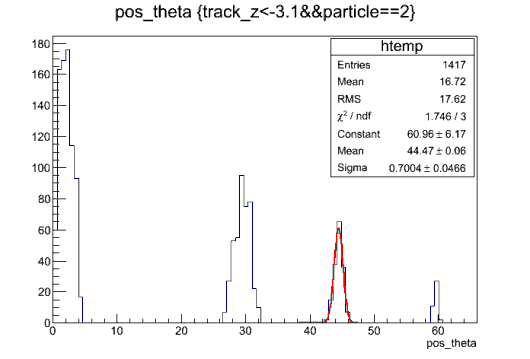 pos_theta {track_z<-3.1&&particle==2}
htemp
Entries 1417
Mean 16.72
RMS 17.62
χ² / ndf 1.746 / 3
Constant 60.96 ± 6.17
Mean 44.47 ± 0.06
Sigma 0.7004 ± 0.0466
180
160
140
120
100
80
60
40
20
0
0 10 20 30 40 50 60
pos_theta